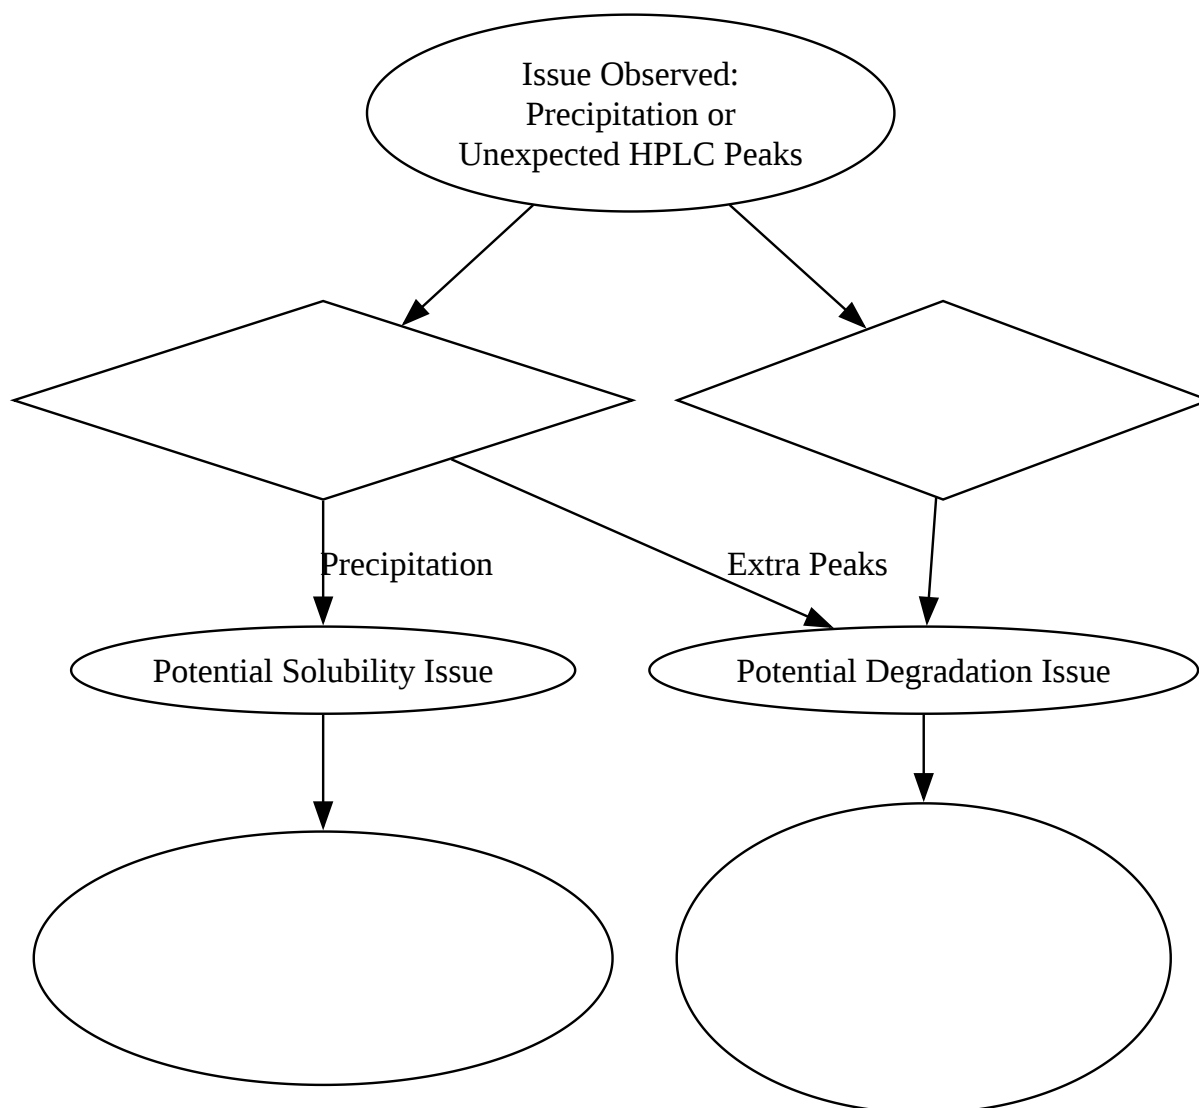 Issue Observed:
Precipitation or
Unexpected HPLC Peaks
Precipitation
Extra Peaks
Potential Solubility Issue
Potential Degradation Issue